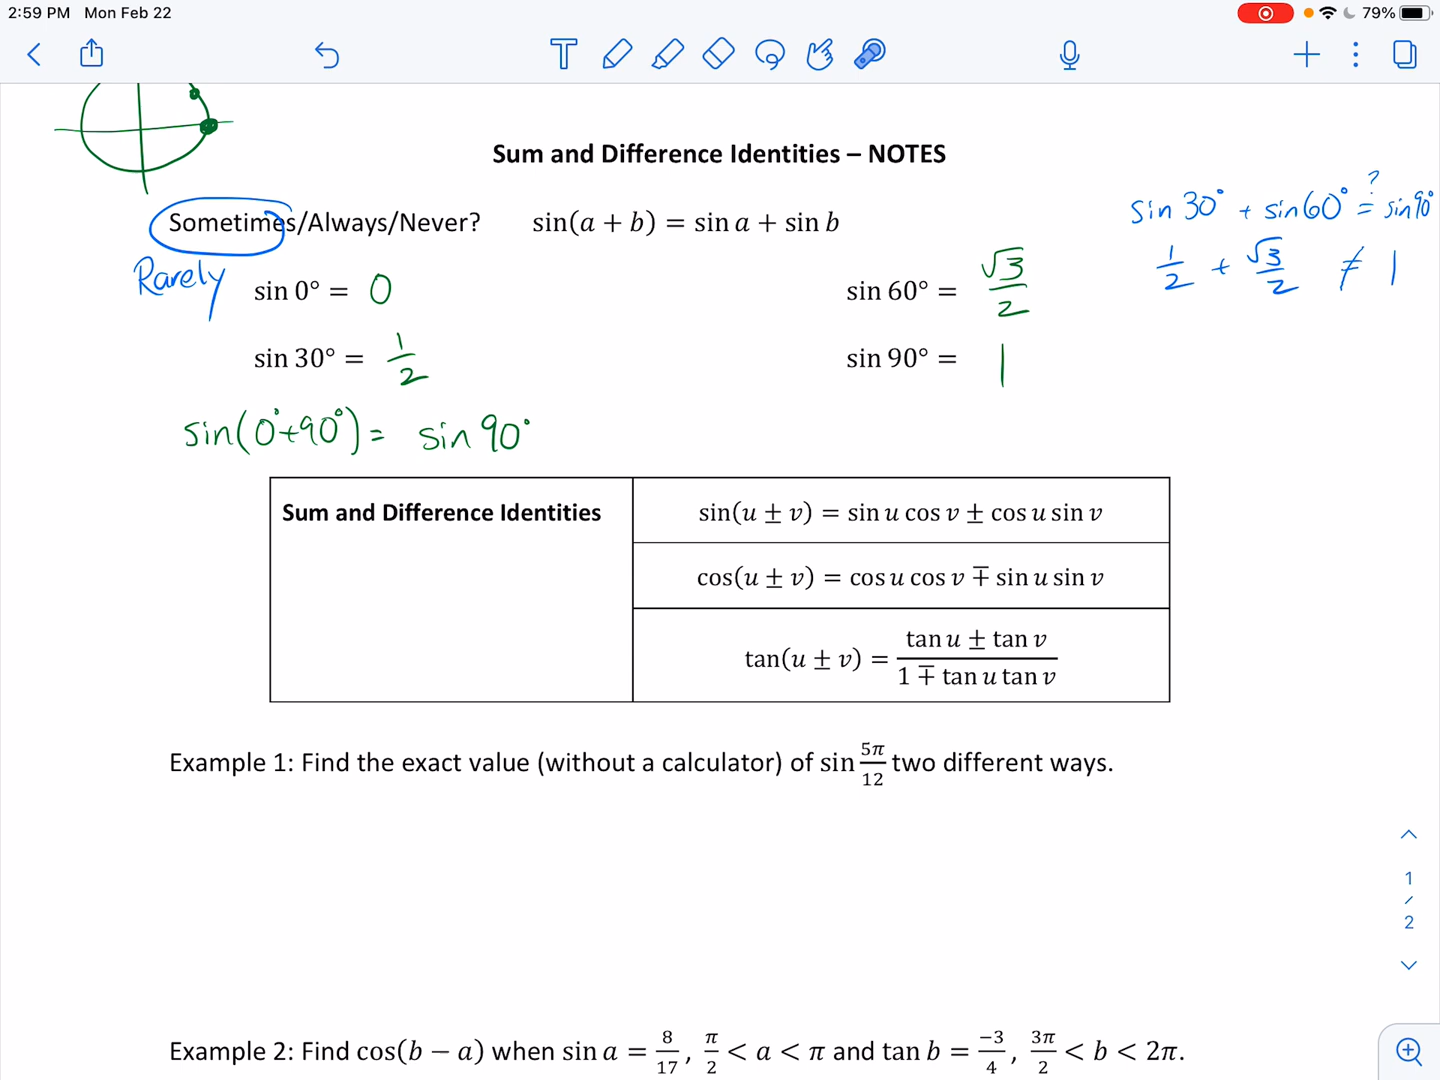 2:59 PM Mon Feb 22 79%
Sum and Difference Identities – NOTES
sin 30° + sin 60° ?= sin 90°
Sometimes/Always/Never? sin(a + b) = sin a + sin b
1/2 + √3/2 ≠ 1
Rarely
sin 0° = 0 sin 60° = √3/2
sin 30° = 1/2 sin 90° = 1
sin(0°+90°) = sin 90°
Sum and Difference Identities
sin(u ± v) = sin u cos v ± cos u sin v
cos(u ± v) = cos u cos v ∓ sin u sin v
tan(u ± v) = (tan u ± tan v)/(1 ∓ tan u tan v)
Example 1: Find the exact value (without a calculator) of sin 5π/12 two different ways.
1
/
2
Example 2: Find cos(b − a) when sin a = 8/17, π/2 < a < π and tan b = −3/4, 3π/2 < b < 2π.